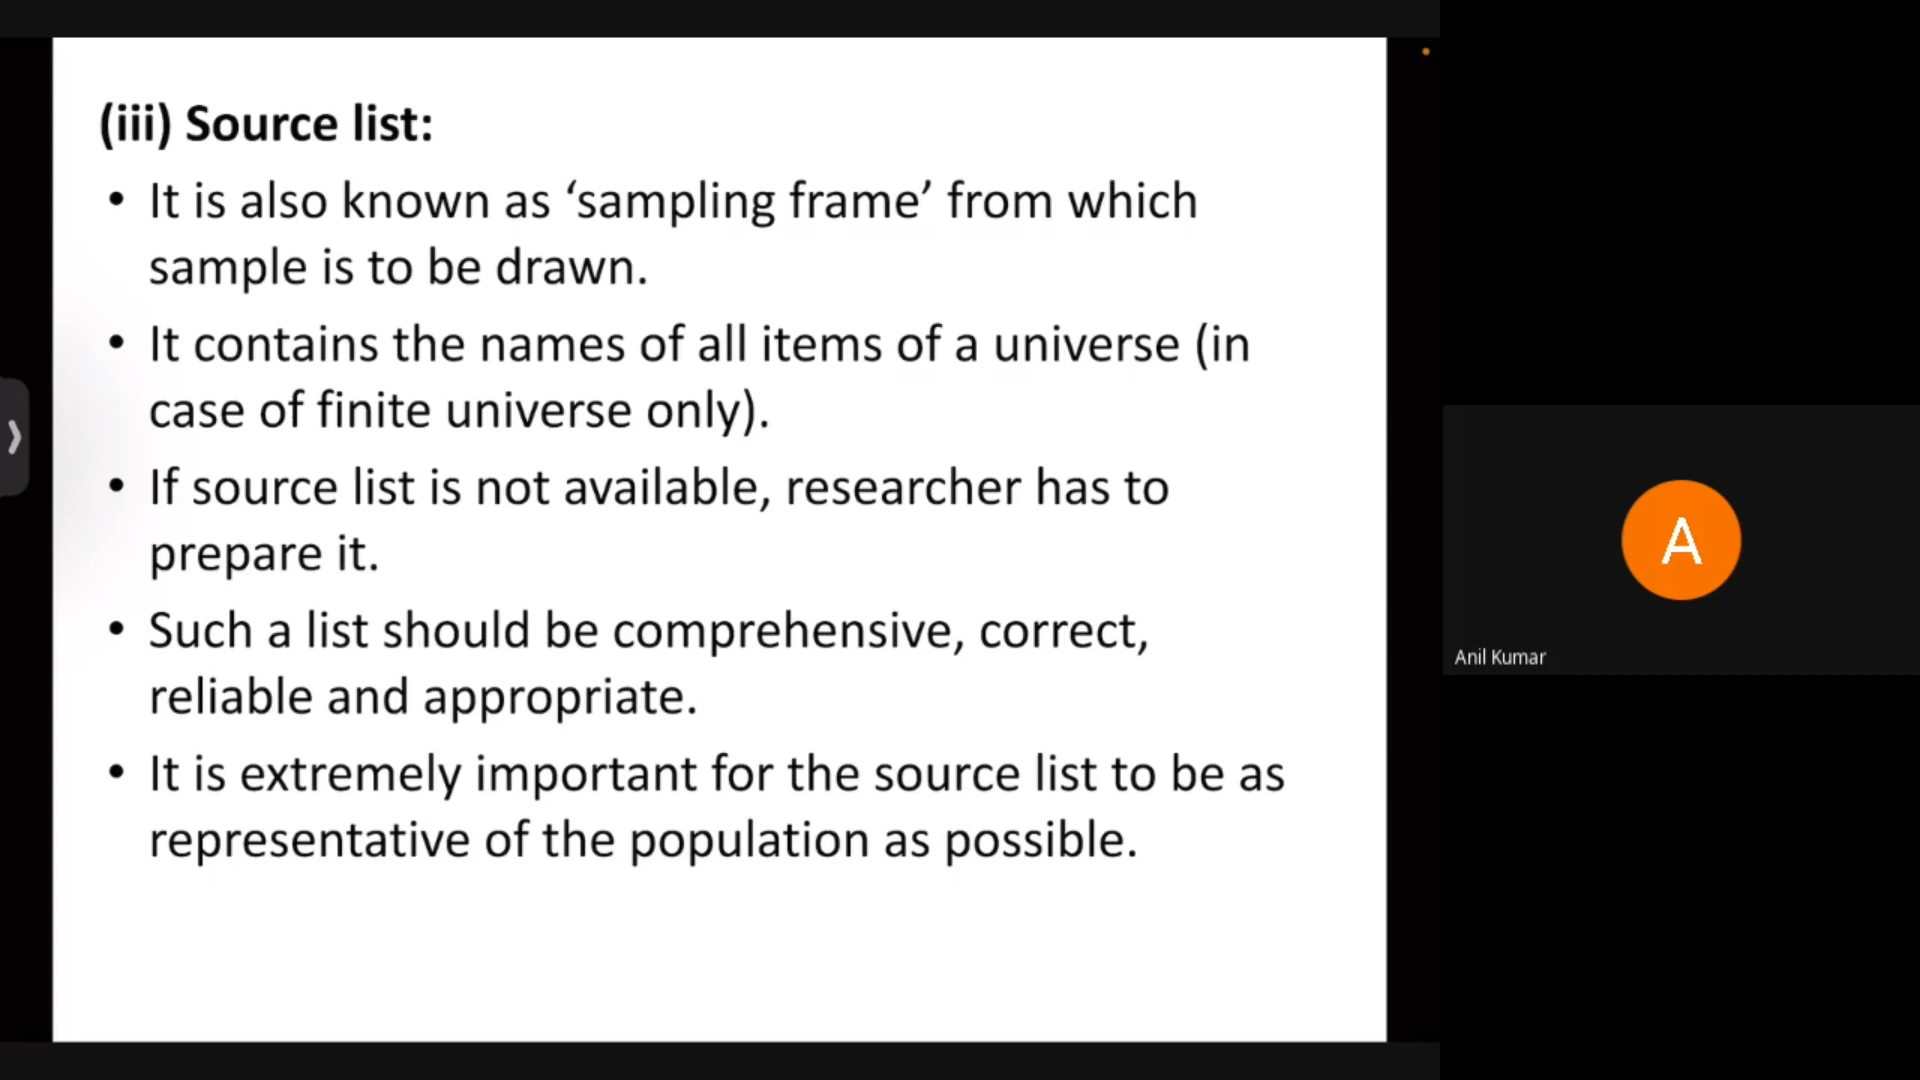 (iii) Source list:
• It is also known as ‘sampling frame’ from which
sample is to be drawn.
• It contains the names of all items of a universe (in
case of finite universe only).
• If source list is not available, researcher has to
prepare it.
• Such a list should be comprehensive, correct,
reliable and appropriate.
• It is extremely important for the source list to be as
representative of the population as possible.
A
Anil Kumar